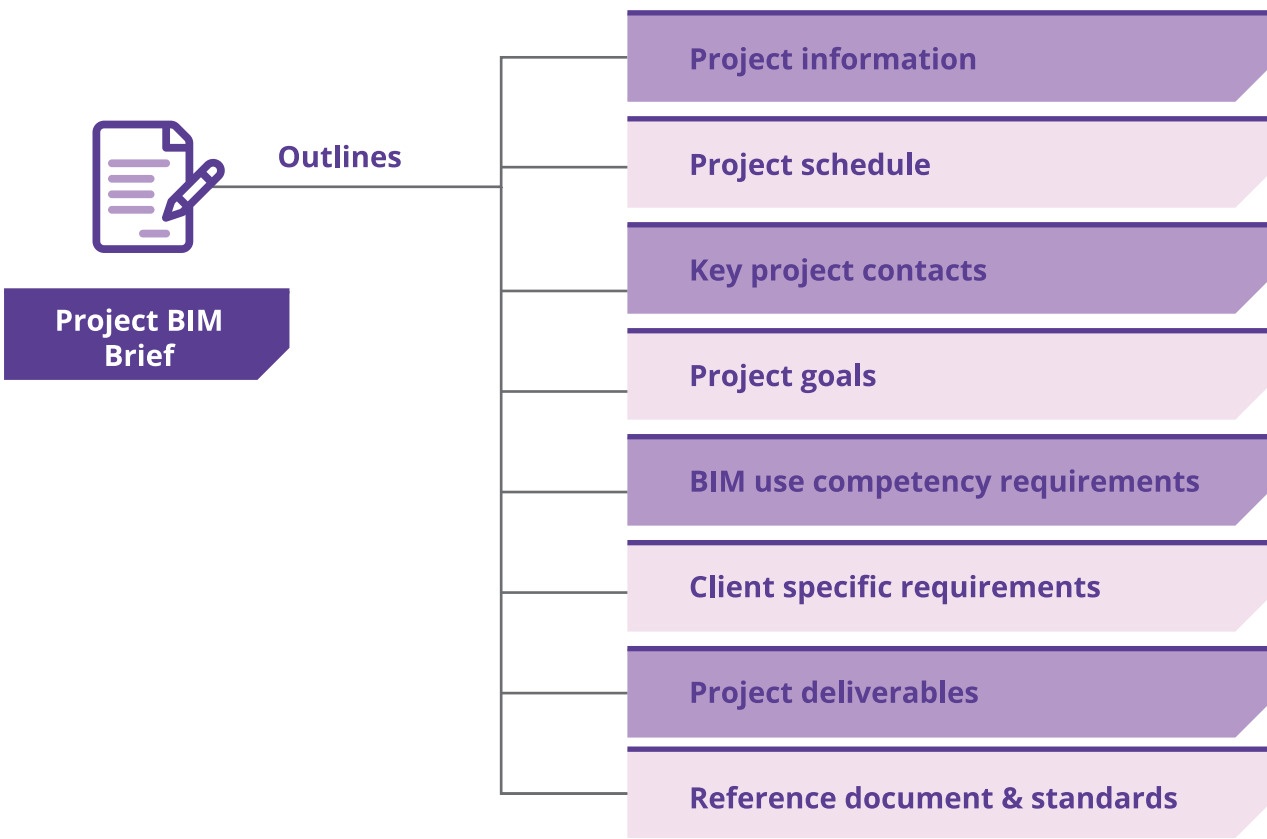 Outlines
Project BIM
Brief
Project information
Project schedule
Key project contacts
Project goals
BIM use competency requirements
Client specific requirements
Project deliverables
Reference document & standards